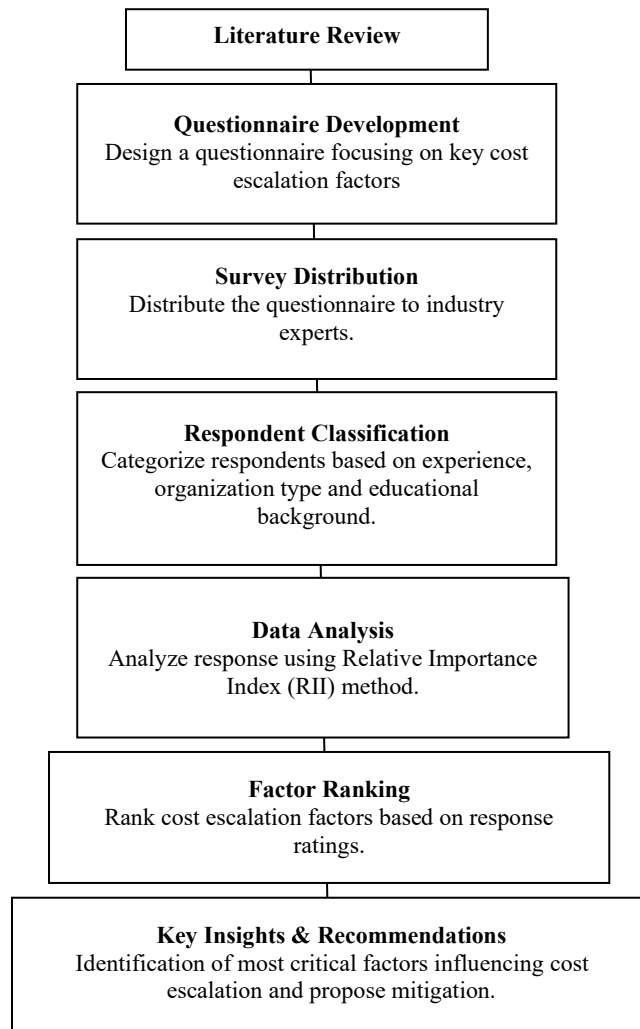 Literature Review
Questionnaire Development
Design a questionnaire focusing on key cost
escalation factors
Survey Distribution
Distribute the questionnaire to industry
experts.
Respondent Classification
Categorize respondents based on experience,
organization type and educational
background.
Data Analysis
Analyze response using Relative Importance
Index (RII) method.
Factor Ranking
Rank cost escalation factors based on response
ratings.
Key Insights & Recommendations
Identification of most critical factors influencing cost
escalation and propose mitigation.